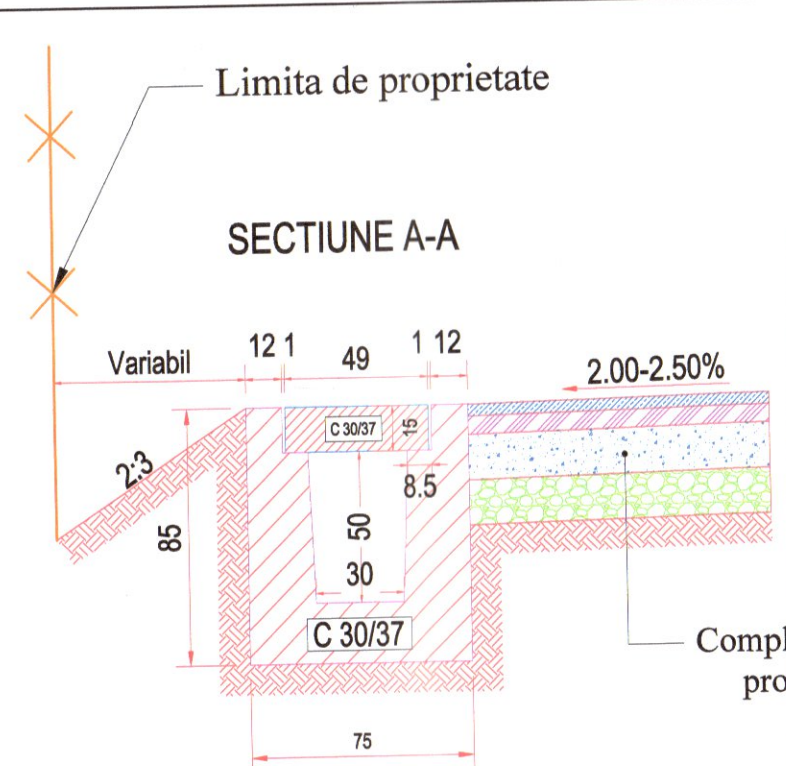 Limita de proprietate
SECTIUNE A-A
Variabil
12 1
49
1 12
2.00-2.50%
C 30/37
15
2:3
8.5
85
50
30
C 30/37
Compl
pro
75